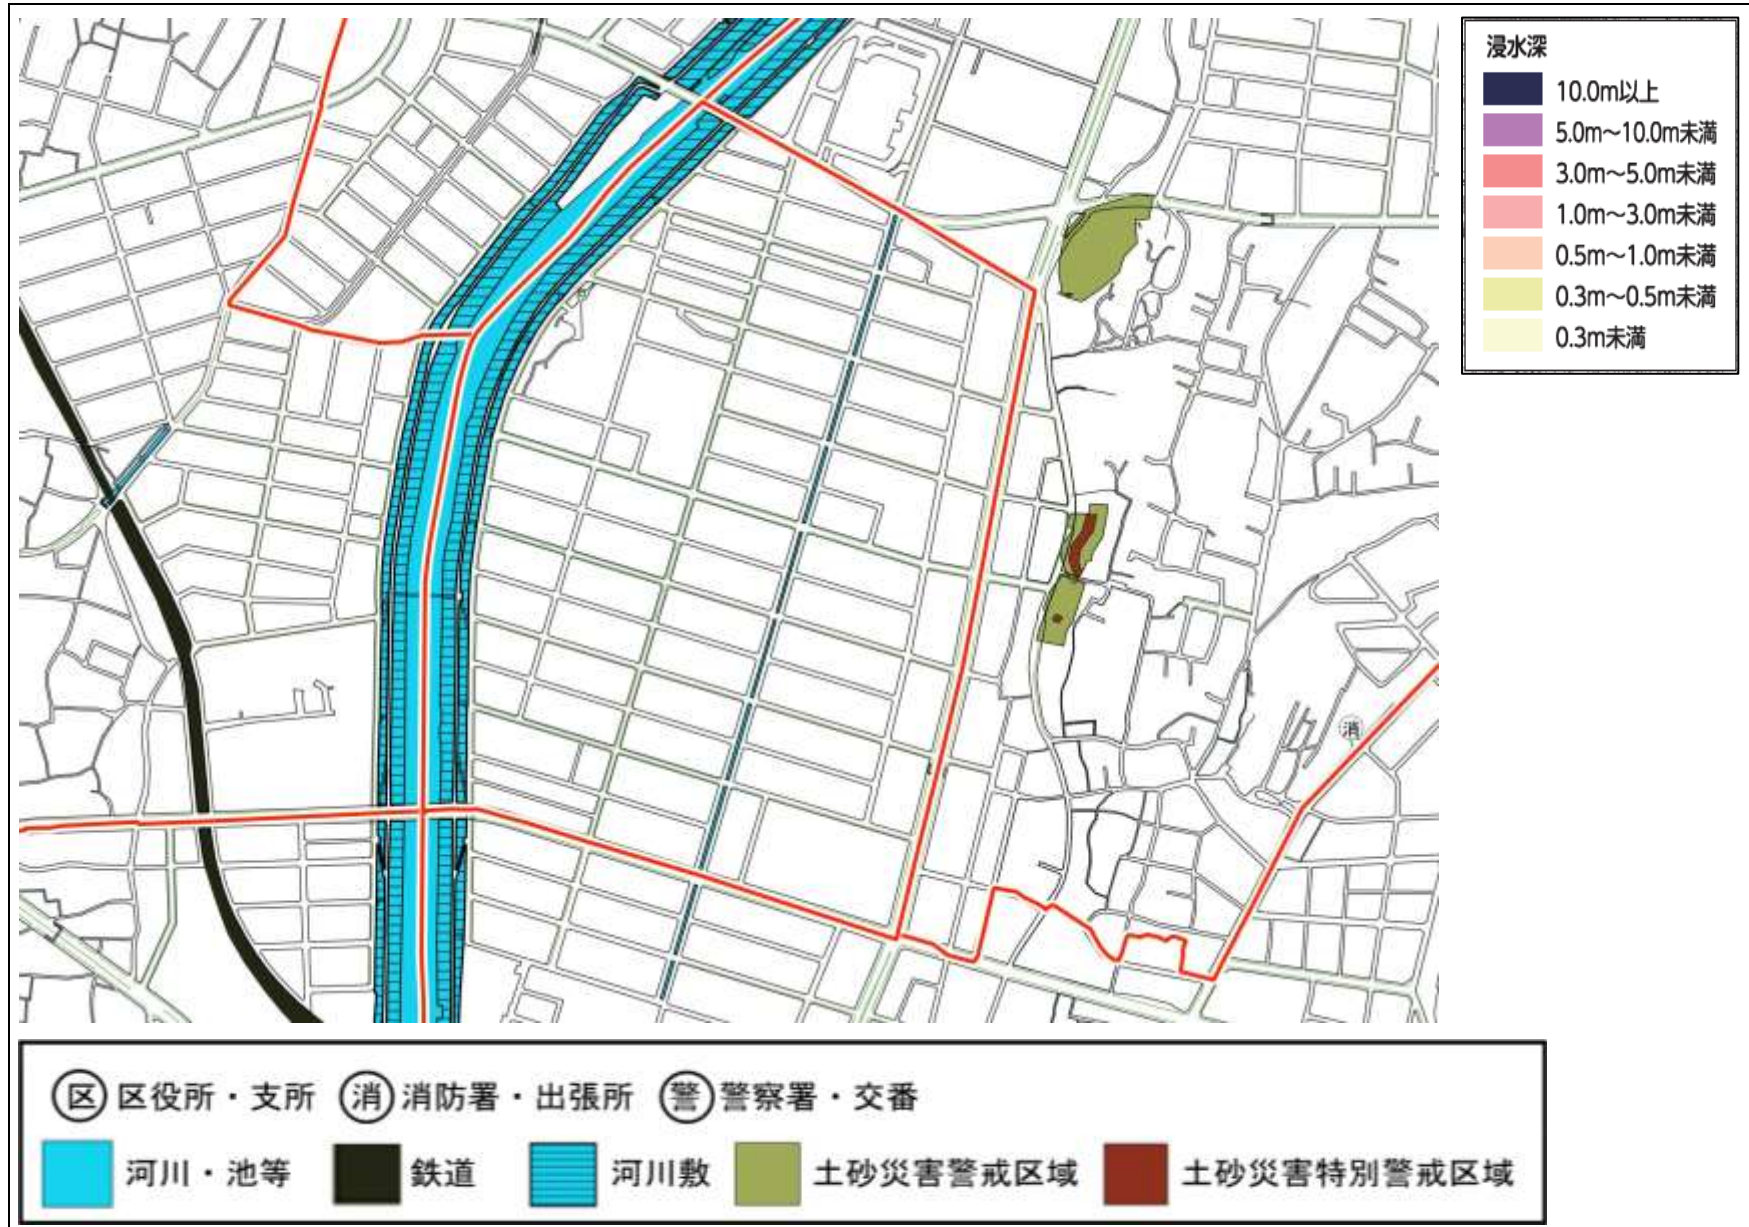 浸水深
10.0m以上
5.0m～10.0m未満
3.0m～5.0m未満
1.0m～3.0m未満
0.5m～1.0m未満
0.3m～0.5m未満
0.3m未満
消
区 区役所・支所 消 消防署・出張所 警 警察署・交番
河川・池等 鉄道 河川敷 土砂災害警戒区域 土砂災害特別警戒区域